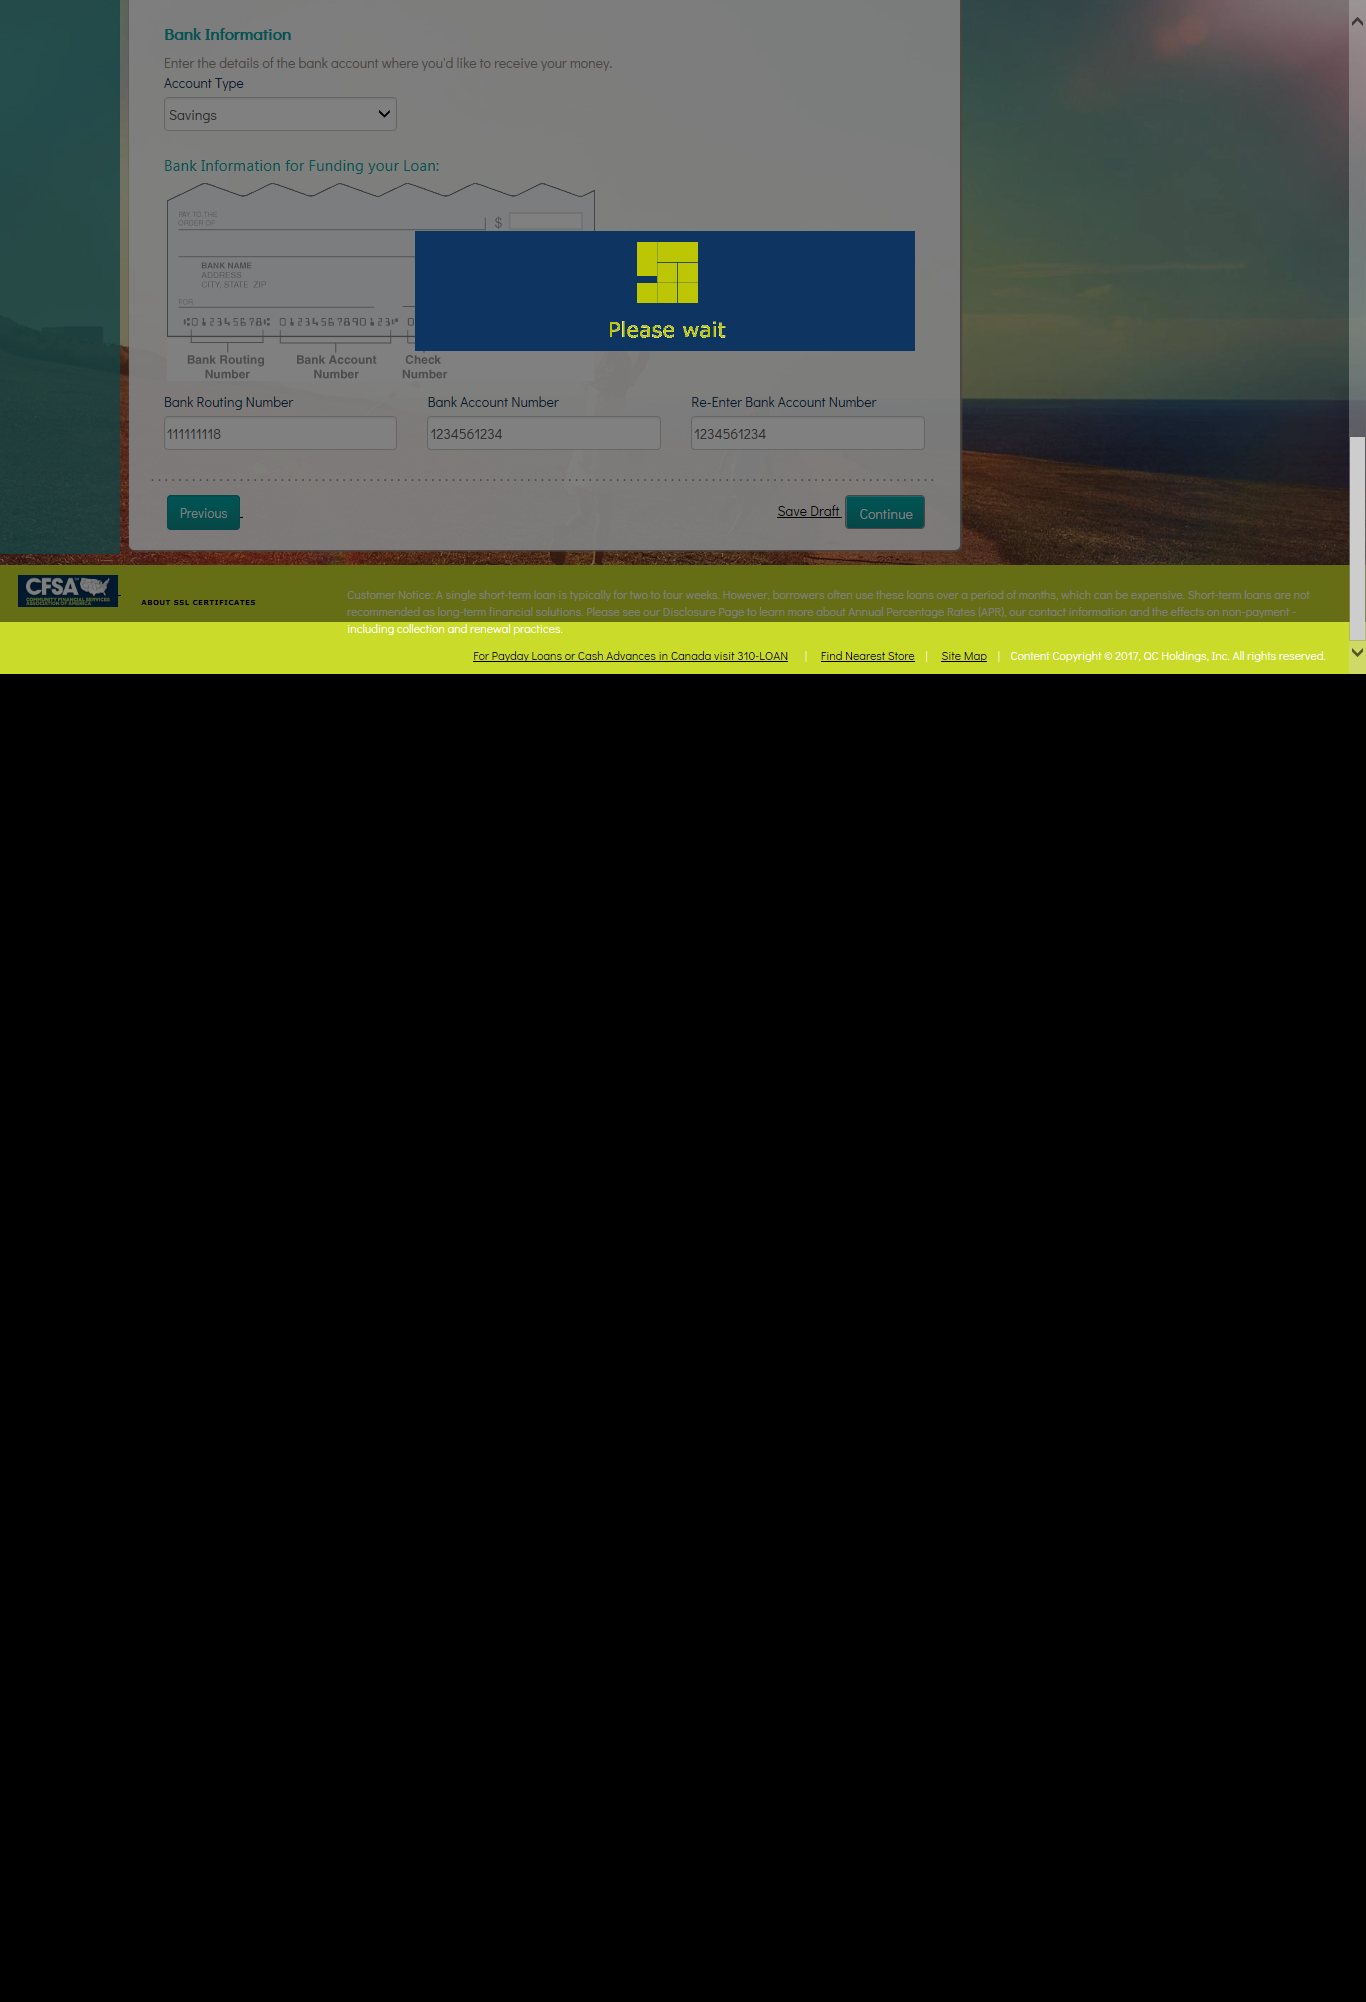 Bank Information
Enter the details of the bank account where you'd like to receive your money.
Account Type
Savings
Bank Information for Funding your Loan:
PAY TO THE
ORDER OF
$
BANK NAME
ADDRESS
CITY, STATE ZIP
FOR
Please wait
Bank Routing Number
Bank Account Number
Check Number
Bank Routing Number
Bank Account Number
Re-Enter Bank Account Number
111111118
1234561234
1234561234
Previous
Save Draft
Continue
CFSA
COMMUNITY FINANCIAL SERVICES
ASSOCIATION OF AMERICA
ABOUT SSL CERTIFICATES
Customer Notice: A single short-term loan is typically for two to four weeks. However, borrowers often use these loans over a period of months, which can be expensive. Short-term loans are not
recommended as long-term financial solutions. Please see our Disclosure Page to learn more about Annual Percentage Rates (APR), our contact information and the effects on non-payment -
including collection and renewal practices.
For Payday Loans or Cash Advances in Canada visit 310-LOAN | Find Nearest Store | Site Map | Content Copyright © 2017, QC Holdings, Inc. All rights reserved.